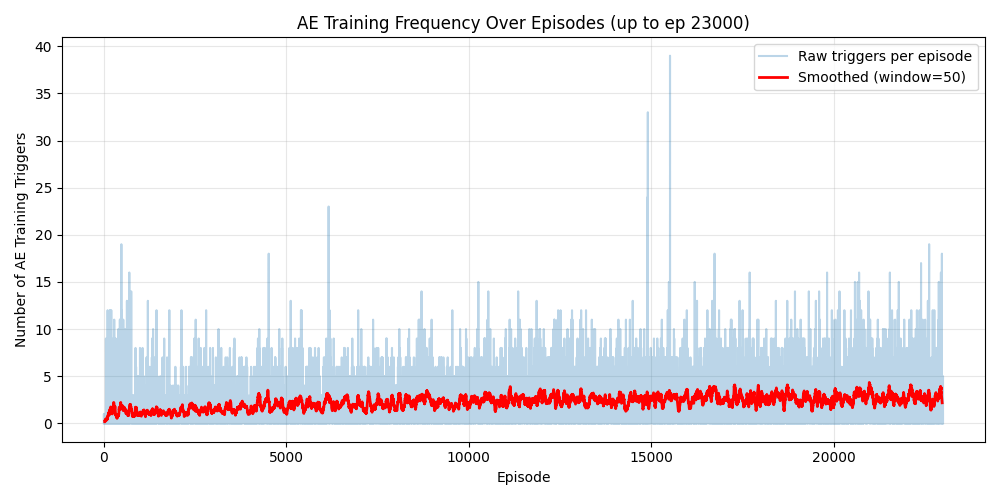 AE Training Frequency Over Episodes (up to ep 23000)
Raw triggers per episode
Smoothed (window=50)
Number of AE Training Triggers
40
35
30
25
20
15
10
5
0
0
5000
10000
15000
20000
Episode